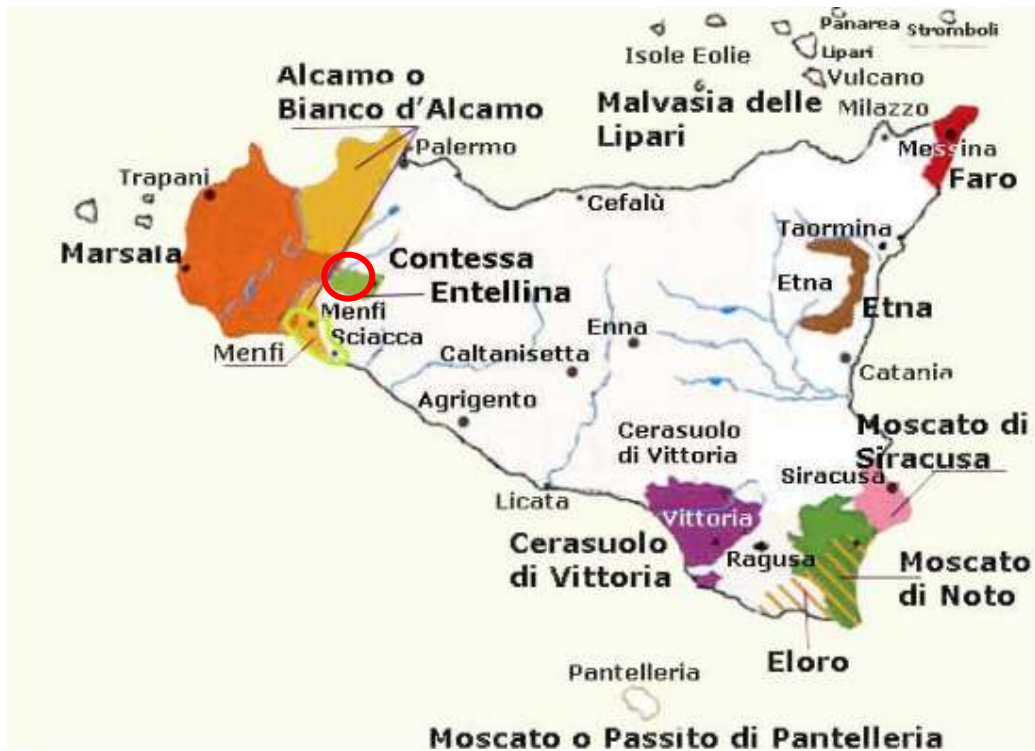 Panarea
Stromboli
Isole Eolie
Lipari
Vulcano
Alcamo o
Bianco d'Alcamo
Malvasia delle
Lipari
Milazzo
Messina
Faro
Palermo
Trapani
Cefalù
Taormina
Marsala
Contessa
Entellina
Etna
Etna
Menfi
Sciacca
Menfi
Enna
Caltanisetta
Catania
Agrigento
Cerasuolo
di Vittoria
Moscato di
Siracusa
Siracusa
Licata
Vittoria
Cerasuolo
di Vittoria
Ragusa
Moscato
di Noto
Eloro
Pantelleria
Moscato o Passito di Pantelleria